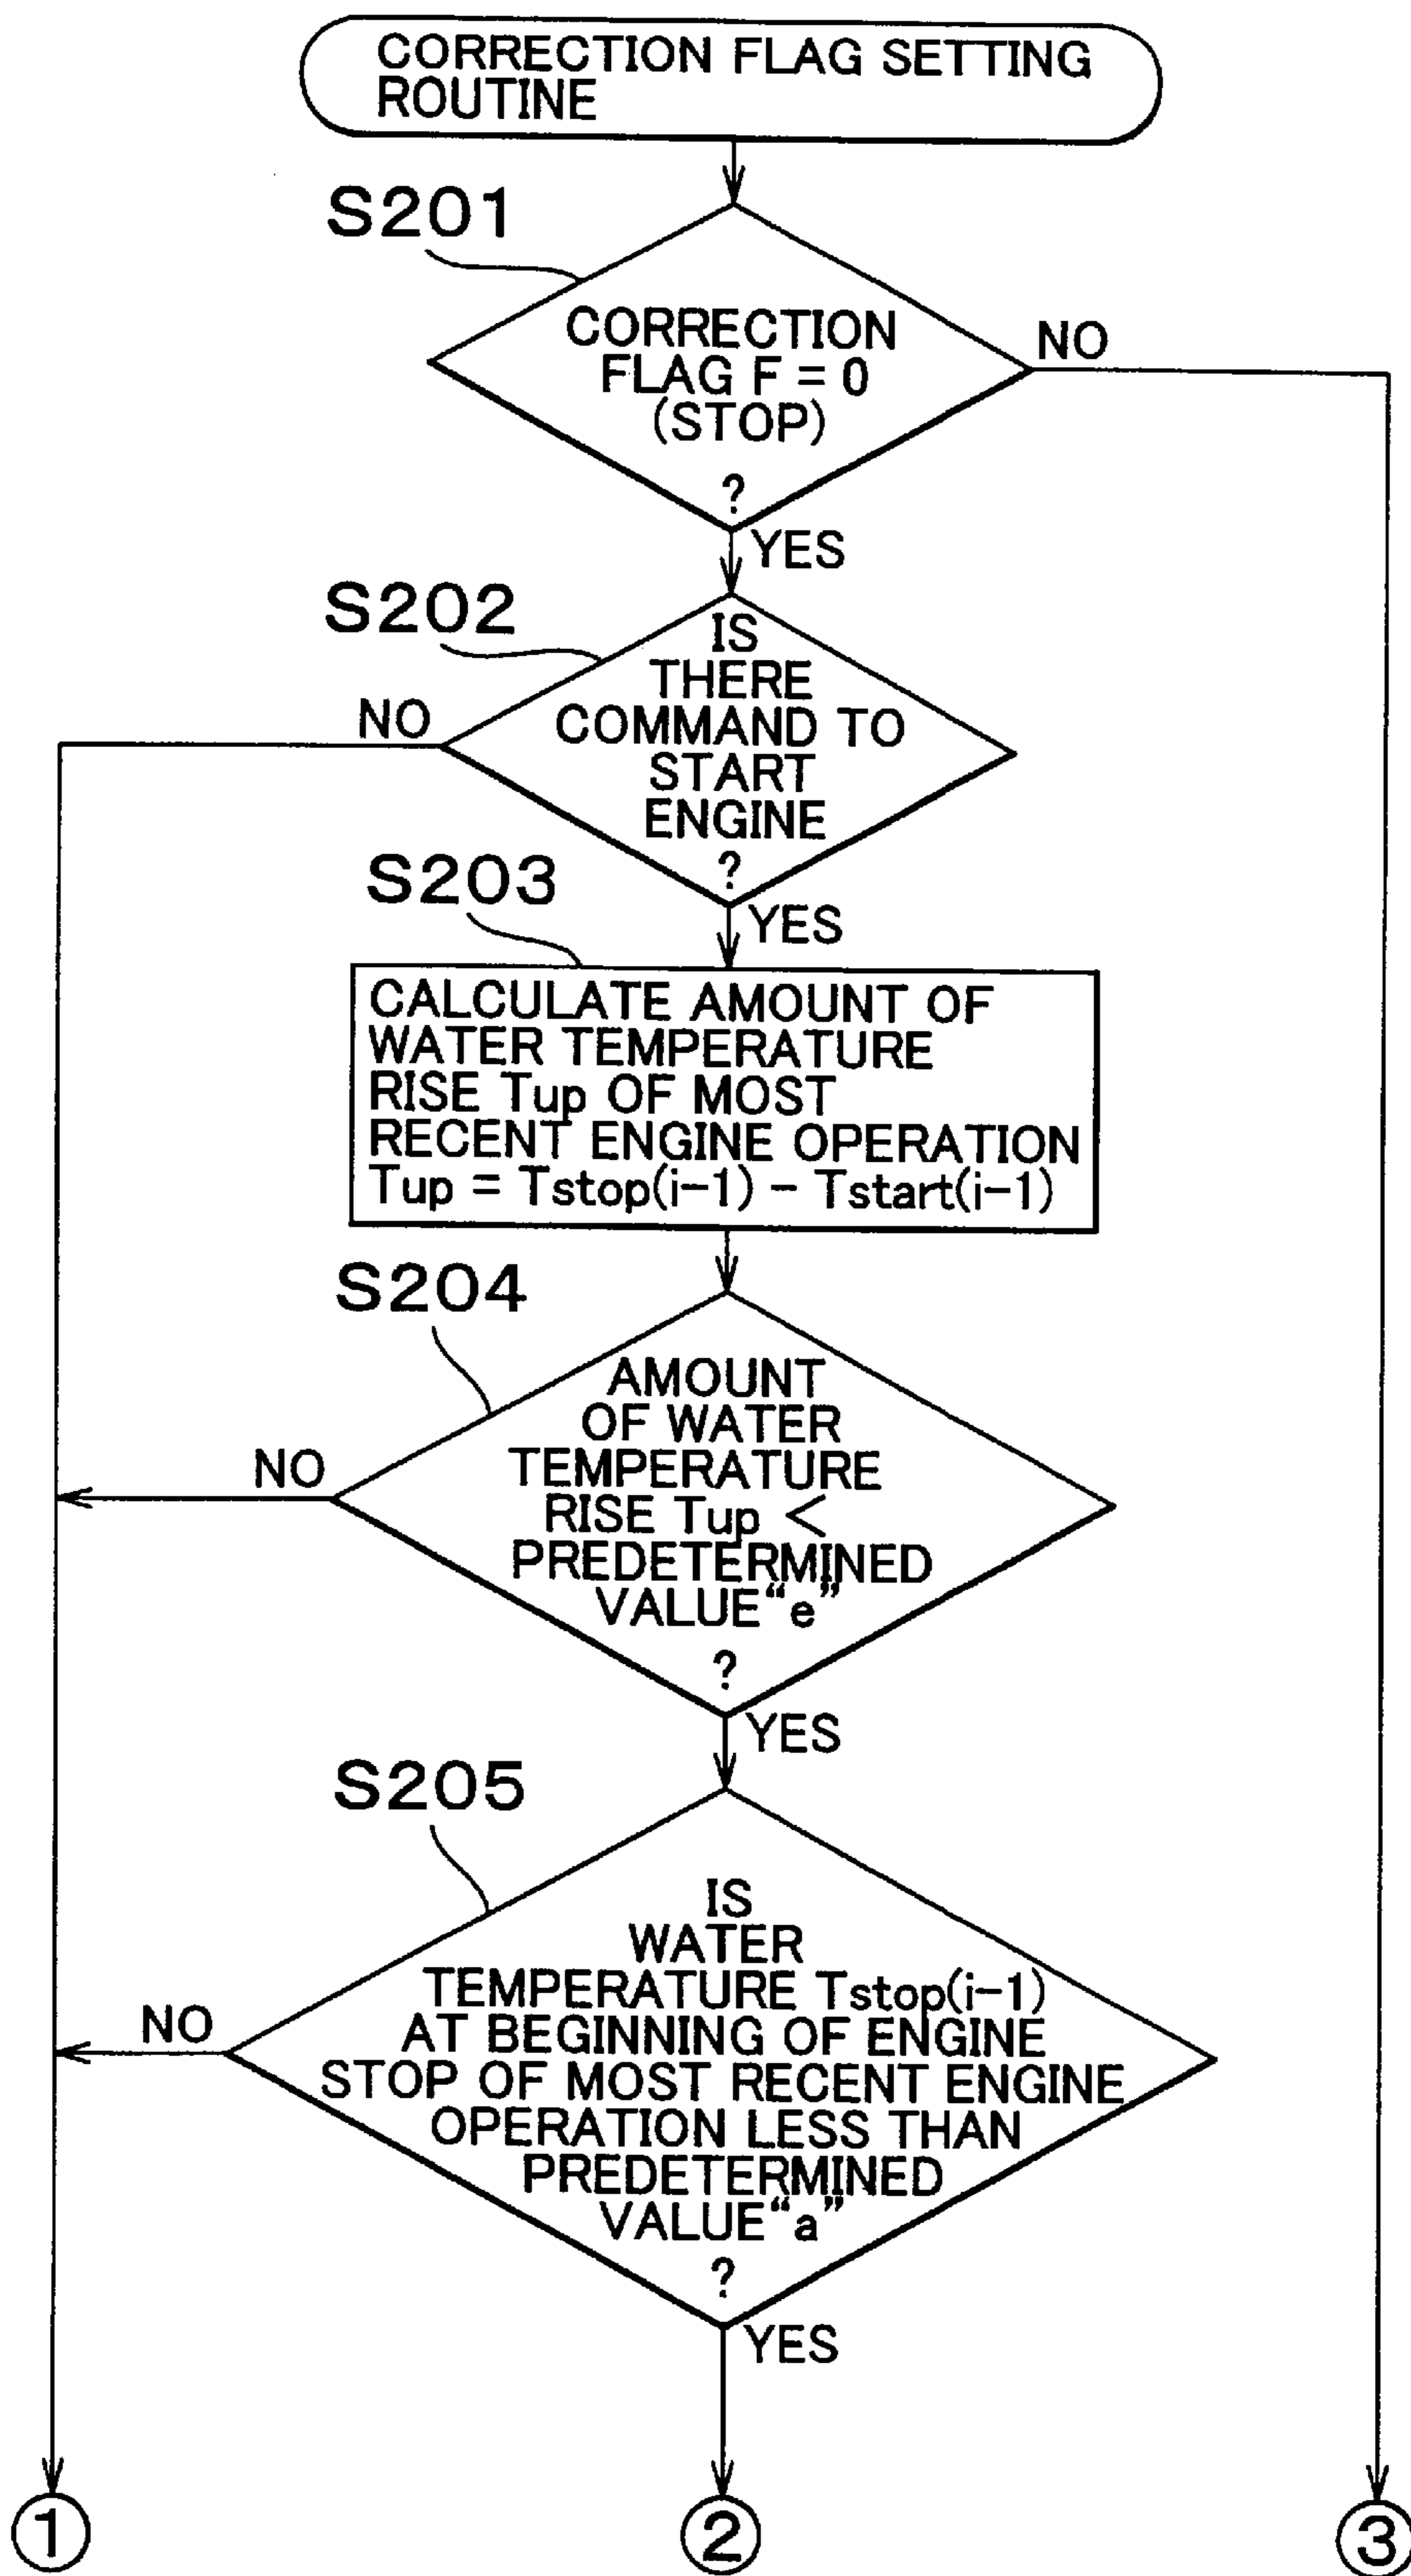 CORRECTION FLAG SETTING
ROUTINE
S201
CORRECTION
FLAG F = 0
(STOP)
?
NO
YES
S202
IS
THERE
COMMAND TO
START
ENGINE
?
NO
YES
S203
CALCULATE AMOUNT OF
WATER TEMPERATURE
RISE Tup OF MOST
RECENT ENGINE OPERATION
Tup = Tstop(i-1) - Tstart(i-1)
S204
AMOUNT
OF WATER
TEMPERATURE
RISE Tup <
PREDETERMINED
VALUE“e”
?
NO
YES
S205
IS
WATER
TEMPERATURE Tstop(i-1)
AT BEGINNING OF ENGINE
STOP OF MOST RECENT ENGINE
OPERATION LESS THAN
PREDETERMINED
VALUE“a”
?
NO
YES
①
②
③